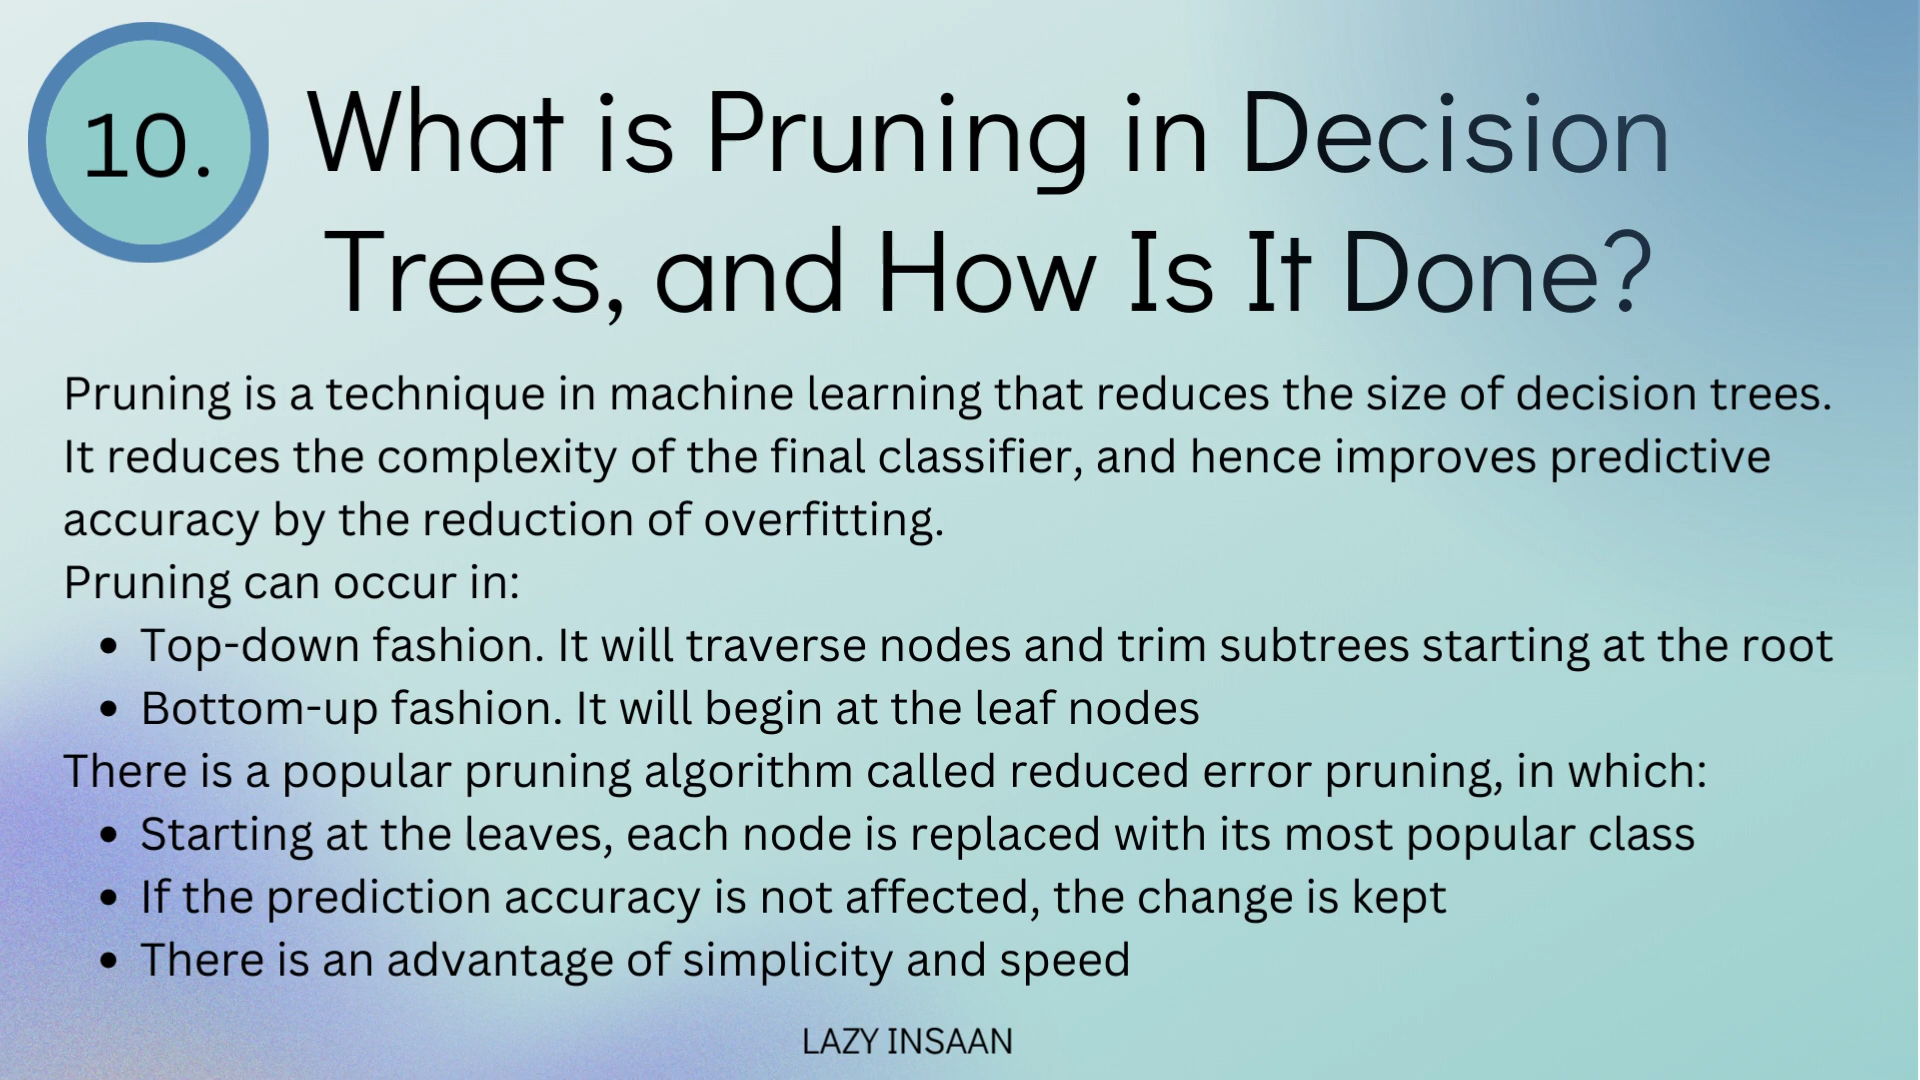 10.
What is Pruning in Decision
Trees, and How Is It Done?
Pruning is a technique in machine learning that reduces the size of decision trees.
It reduces the complexity of the final classifier, and hence improves predictive
accuracy by the reduction of overfitting.
Pruning can occur in:
• Top-down fashion. It will traverse nodes and trim subtrees starting at the root
• Bottom-up fashion. It will begin at the leaf nodes
There is a popular pruning algorithm called reduced error pruning, in which:
• Starting at the leaves, each node is replaced with its most popular class
• If the prediction accuracy is not affected, the change is kept
• There is an advantage of simplicity and speed
LAZY INSAAN